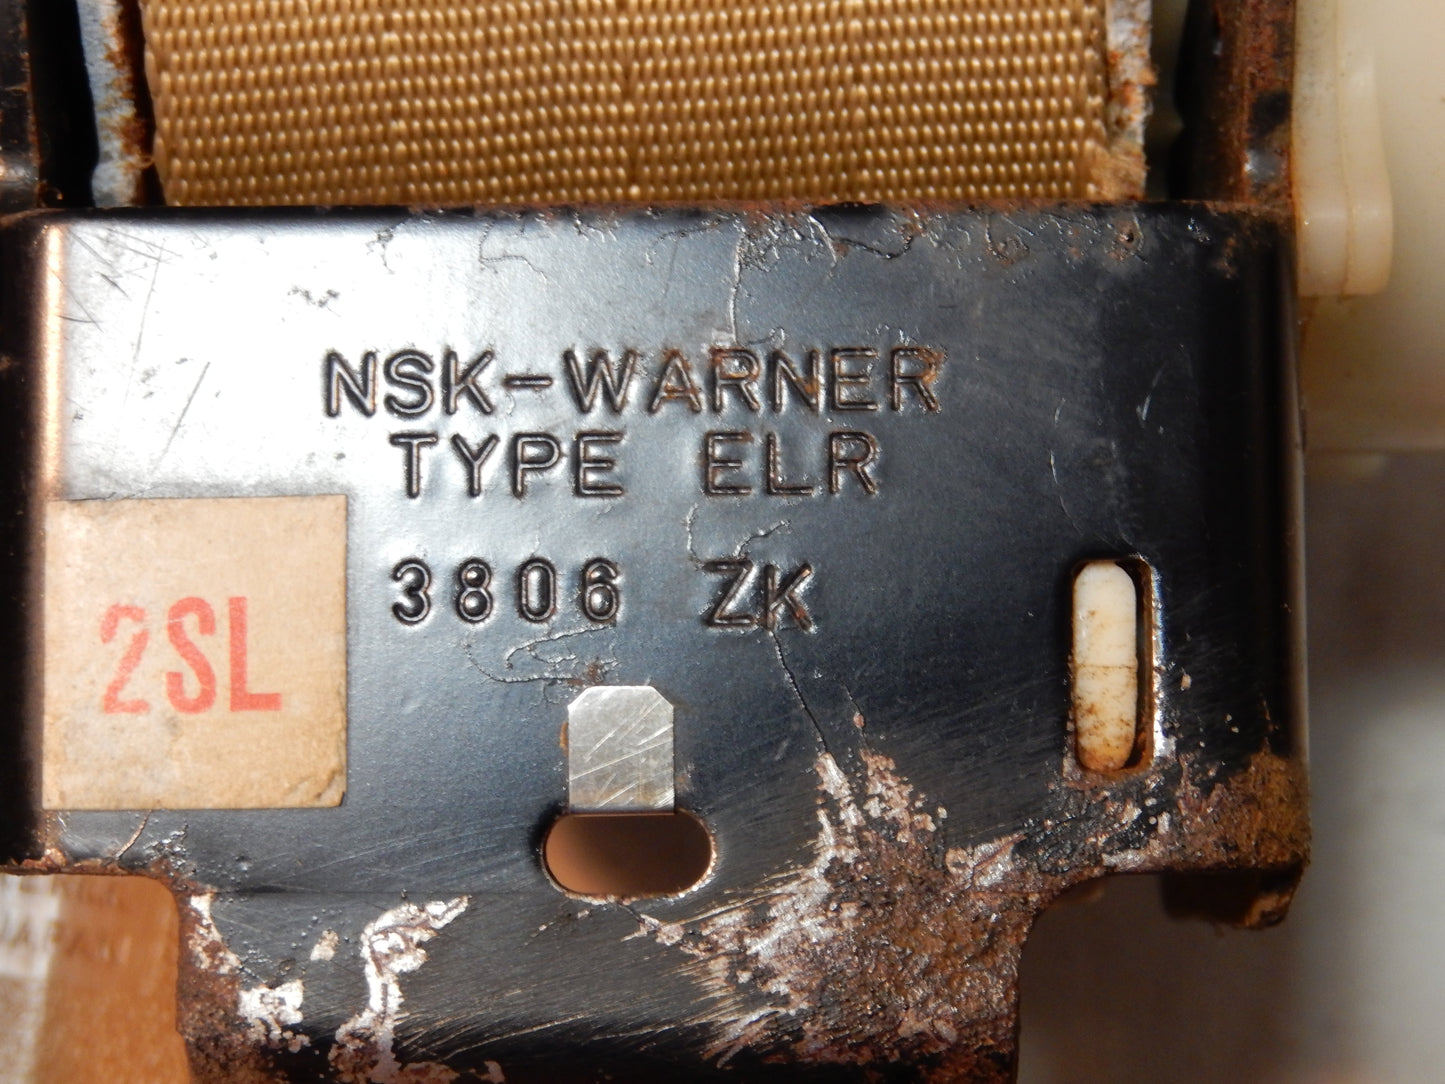 NSK-WARNER
TYPE ELR
3806 ZK
2SL